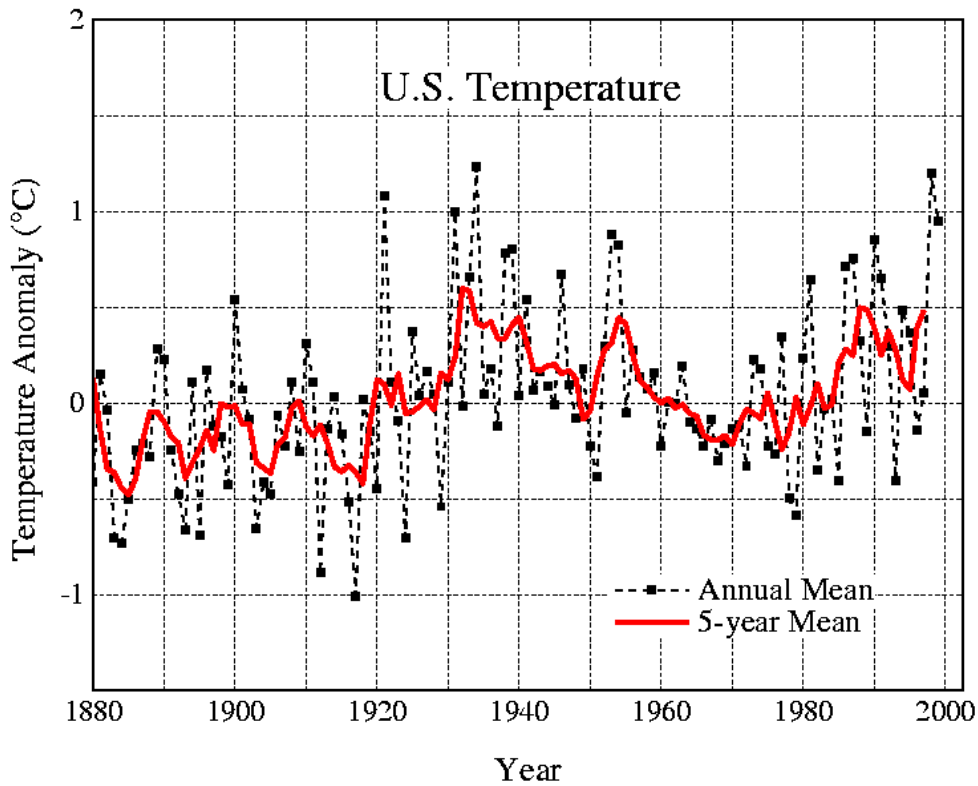 2
U.S. Temperature
1
Temperature Anomaly (°C)
0
-1
Annual Mean
5-year Mean
1880 1900 1920 1940 1960 1980 2000
Year